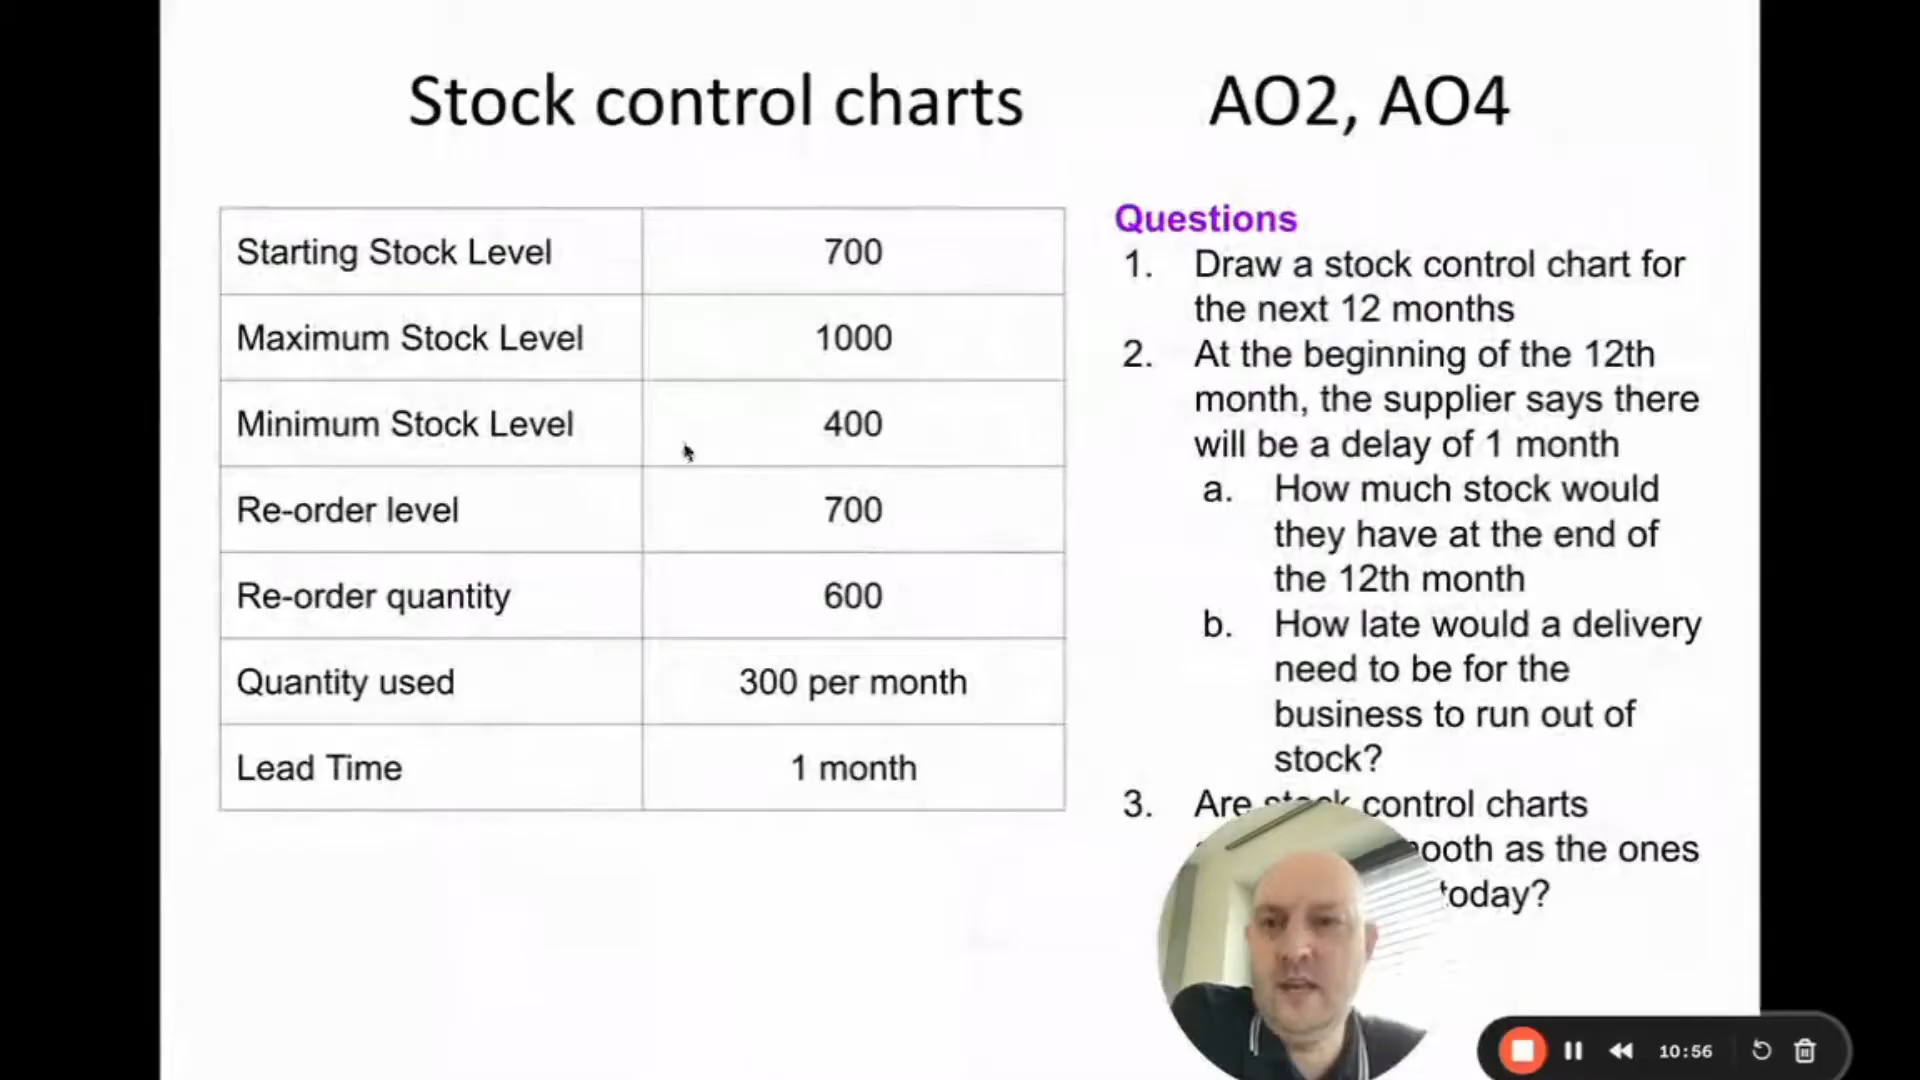 Stock control charts AO2, AO4
Starting Stock Level 700
Maximum Stock Level 1000
Minimum Stock Level 400
Re-order level 700
Re-order quantity 600
Quantity used 300 per month
Lead Time 1 month
Questions
1. Draw a stock control chart for
the next 12 months
2. At the beginning of the 12th
month, the supplier says there
will be a delay of 1 month
a. How much stock would
they have at the end of
the 12th month
b. How late would a delivery
need to be for the
business to run out of
stock?
3. Are stock control charts
as the ones
today?
10:56